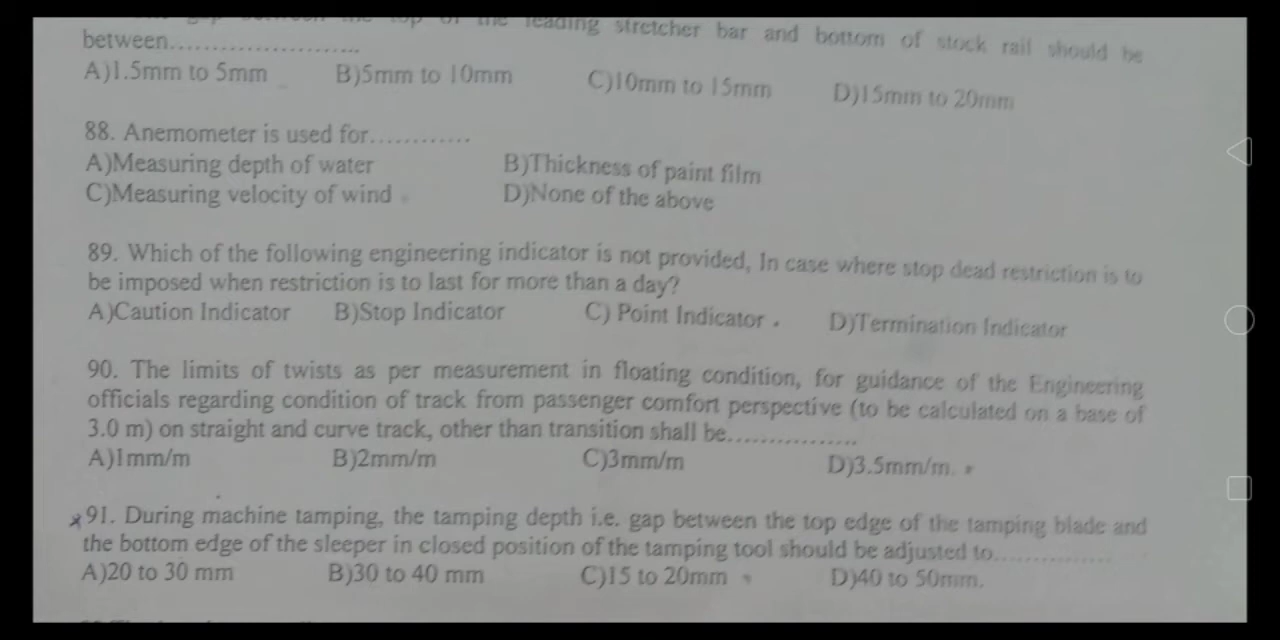 gap between the top of the leading stretcher bar and bottom of stock rail should be
between.....................
A)1.5mm to 5mm B)5mm to 10mm C)10mm to 15mm D)15mm to 20mm
88. Anemometer is used for............
A)Measuring depth of water B)Thickness of paint film
C)Measuring velocity of wind D)None of the above
89. Which of the following engineering indicator is not provided, In case where stop dead restriction is to
be imposed when restriction is to last for more than a day?
A)Caution Indicator B)Stop Indicator C) Point Indicator D)Termination Indicator
90. The limits of twists as per measurement in floating condition, for guidance of the Engineering
officials regarding condition of track from passenger comfort perspective (to be calculated on a base of
3.0 m) on straight and curve track, other than transition shall be...............
A)1mm/m B)2mm/m C)3mm/m D)3.5mm/m.
91. During machine tamping, the tamping depth i.e. gap between the top edge of the tamping blade and
the bottom edge of the sleeper in closed position of the tamping tool should be adjusted to...............
A)20 to 30 mm B)30 to 40 mm C)15 to 20mm D)40 to 50mm.